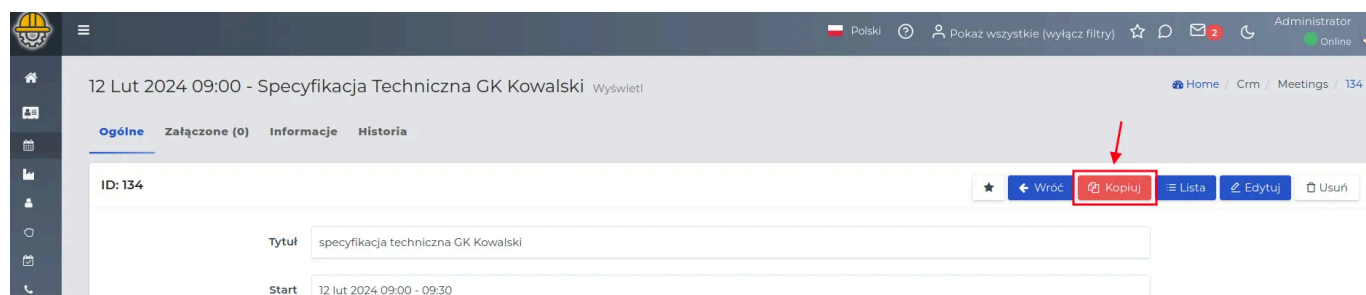 Polski Pokaż wszystkie (wyłącz filtry) 2 Administrator
Online
12 Lut 2024 09:00 - Specyfikacja Techniczna GK Kowalski Wyświetl Home / Crm / Meetings / 134
Ogólne Załączone (0) Informacje Historia
ID: 134 Wróć Kopiuj Lista Edytuj Usuń
Tytuł specyfikacja techniczna GK Kowalski
Start 12 lut 2024 09:00 - 09:30